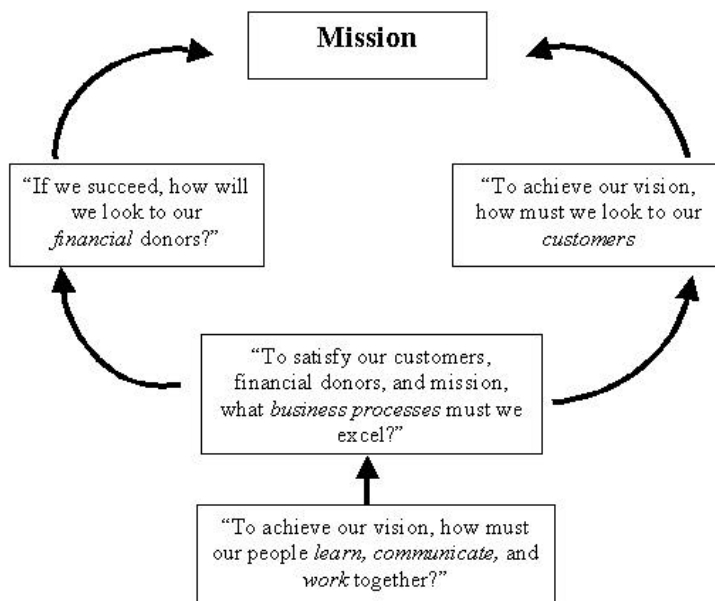 Mission
“If we succeed, how will
we look to our
financial donors?”
“To achieve our vision,
how must we look to our
customers
“To satisfy our customers,
financial donors, and mission,
what business processes must we
excel?”
“To achieve our vision, how must
our people learn, communicate, and
work together?”